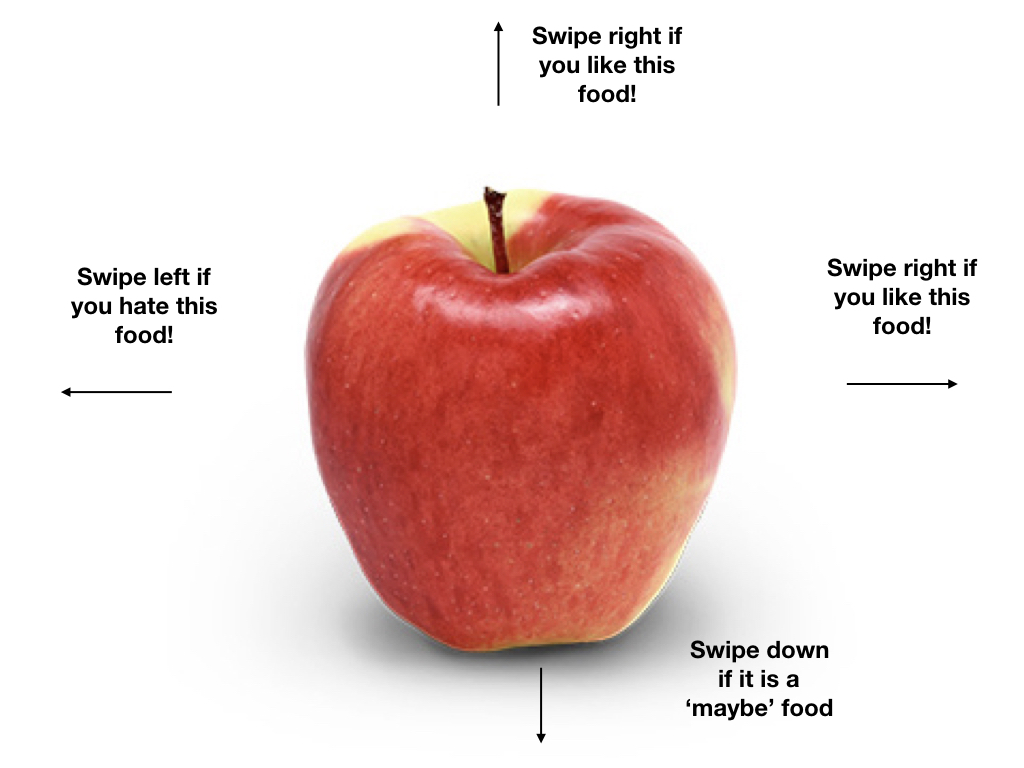 Swipe right if
you like this
food!
Swipe left if
you hate this
food!
Swipe right if
you like this
food!
Swipe down
if it is a
‘maybe’ food